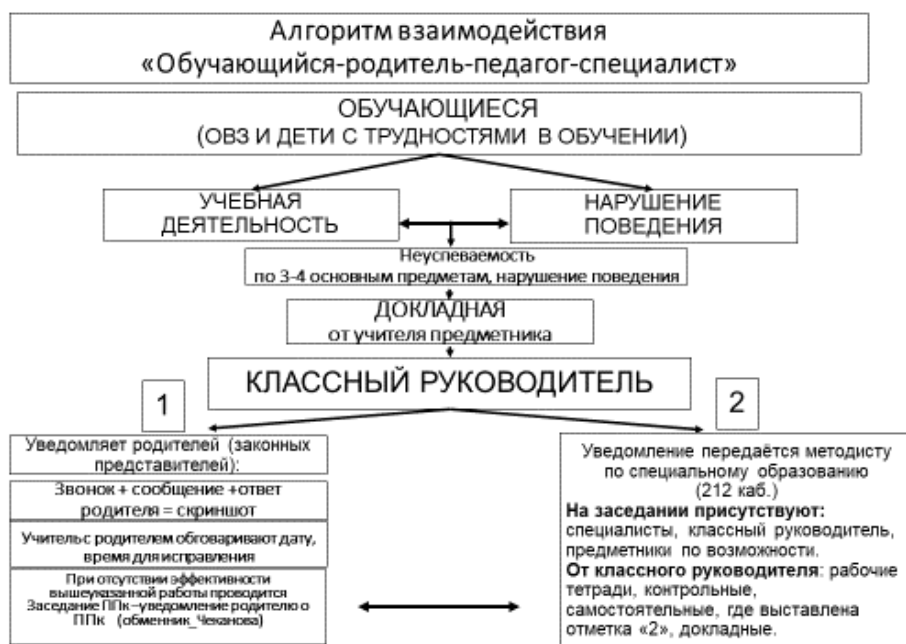 Алгоритм взаимодействия
«Обучающийся-родитель-педагог-специалист»
ОБУЧАЮЩИЕСЯ
(ОВЗ И ДЕТИ С ТРУДНОСТЯМИ В ОБУЧЕНИИ)
УЧЕБНАЯ
ДЕЯТЕЛЬНОСТЬ
НАРУШЕНИЕ
ПОВЕДЕНИЯ
Неуспеваемость
по 3-4 основным предметам, нарушение поведения
ДОКЛАДНАЯ
от учителя предметника
КЛАССНЫЙ РУКОВОДИТЕЛЬ
1
Уведомляет родителей (законных
представителей):
Звонок + сообщение +ответ
родителя = скриншот
Учитель с родителем обговаривают дату,
время для исправления
При отсутствии эффективности
вышеуказанной работы проводится
Заседание ППк –уведомление родителю о
ППк (обменник_Чеканова)
2
Уведомление передаётся методисту
по специальному образованию
(212 каб.)
На заседании присутствуют:
специалисты, классный руководитель,
предметники по возможности.
От классного руководителя: рабочие
тетради, контрольные,
самостоятельные, где выставлена
отметка «2», докладные.